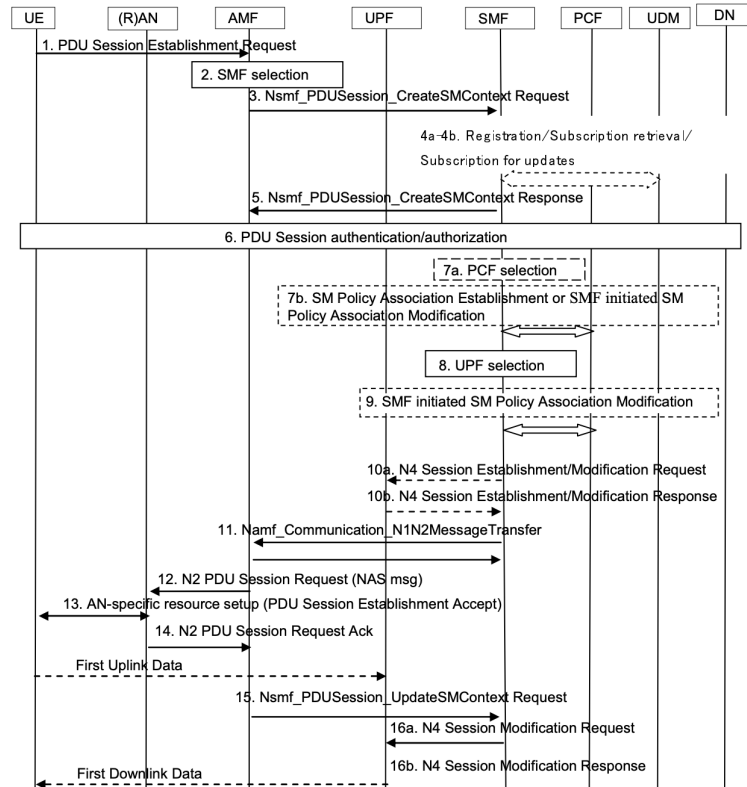 UE
(R)AN
AMF
UPF
SMF
PCF
UDM
DN
1. PDU Session Establishment Request
2. SMF selection
3. Nsmf_PDUSession_CreateSMContext Request
4a-4b. Registration/Subscription retrieval/
Subscription for updates
5. Nsmf_PDUSession_CreateSMContext Response
6. PDU Session authentication/authorization
7a. PCF selection
7b. SM Policy Association Establishment or SMF initiated SM
Policy Association Modification
8. UPF selection
9. SMF initiated SM Policy Association Modification
10a. N4 Session Establishment/Modification Request
10b. N4 Session Establishment/Modification Response
11. Namf_Communication_N1N2MessageTransfer
12. N2 PDU Session Request (NAS msg)
13. AN-specific resource setup (PDU Session Establishment Accept)
14. N2 PDU Session Request Ack
First Uplink Data
15. Nsmf_PDUSession_UpdateSMContext Request
16a. N4 Session Modification Request
16b. N4 Session Modification Response
First Downlink Data